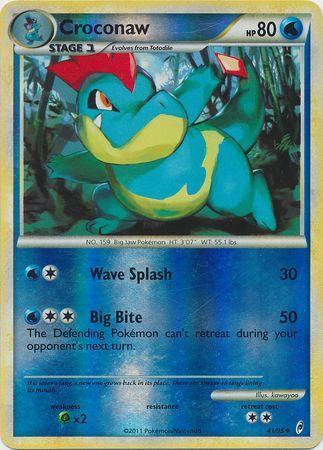 Croconaw
HP 80
STAGE 1
Evolves from Totodile
NO. 159 Big Jaw Pokémon HT: 3'07" WT: 55.1 lbs.
Wave Splash 30
Big Bite 50
The Defending Pokémon can't retreat during your
opponent's next turn.
If it loses a fang, a new one grows back in its place. There are always 48 fangs lining
its mouth.
Illus. kawayoo
weakness resistance retreat cost
x2
©2011 Pokémon/Nintendo
41/95